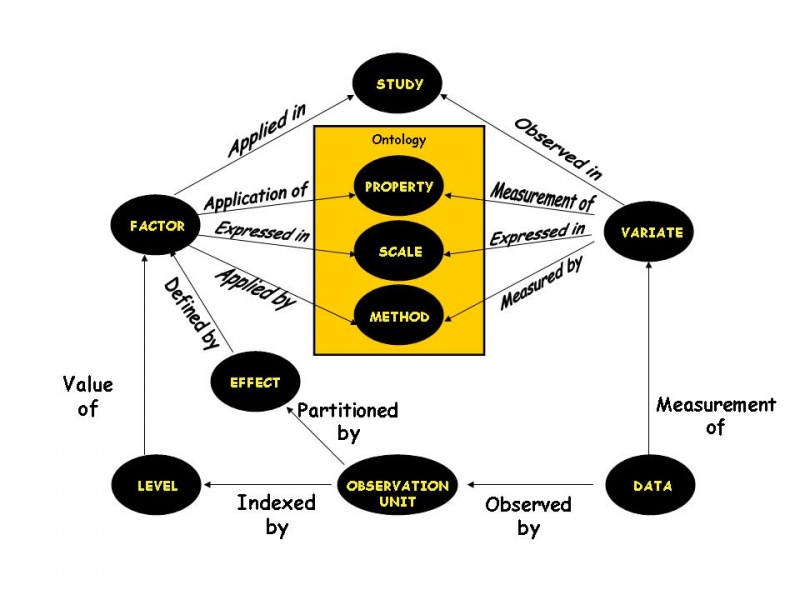 STUDY
Applied in
Observed in
Ontology
PROPERTY
Application of
Measurement of
FACTOR
VARIATE
Expressed in
Expressed in
SCALE
Applied by
Measured by
METHOD
Defined by
EFFECT
Value
of
Partitioned
by
Measurement
of
LEVEL
OBSERVATION
UNIT
DATA
Indexed
by
Observed
by